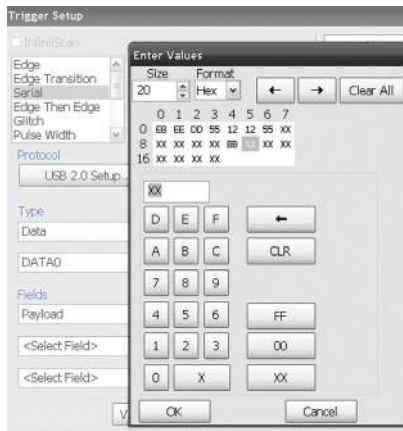 Trigger Setup
InfiniiScan
Edge
Edge Transition
Serial
Edge Then Edge
Glitch
Pulse Width
Protocol
USB 2.0 Setup...
Type
Data
DATA0
Fields
Payload
<Select Field>
<Select Field>
V
Enter Values
Size Format
20 Hex Clear All
0 1 2 3 4 5 6 7
0 EB EE DD 55 12 12 55 XX
8 XX XX XX XX BB XX XX XX
16 XX XX XX XX
XX
D E F
A B C CLR
7 8 9
4 5 6 FF
1 2 3 00
0 X XX
OK Cancel